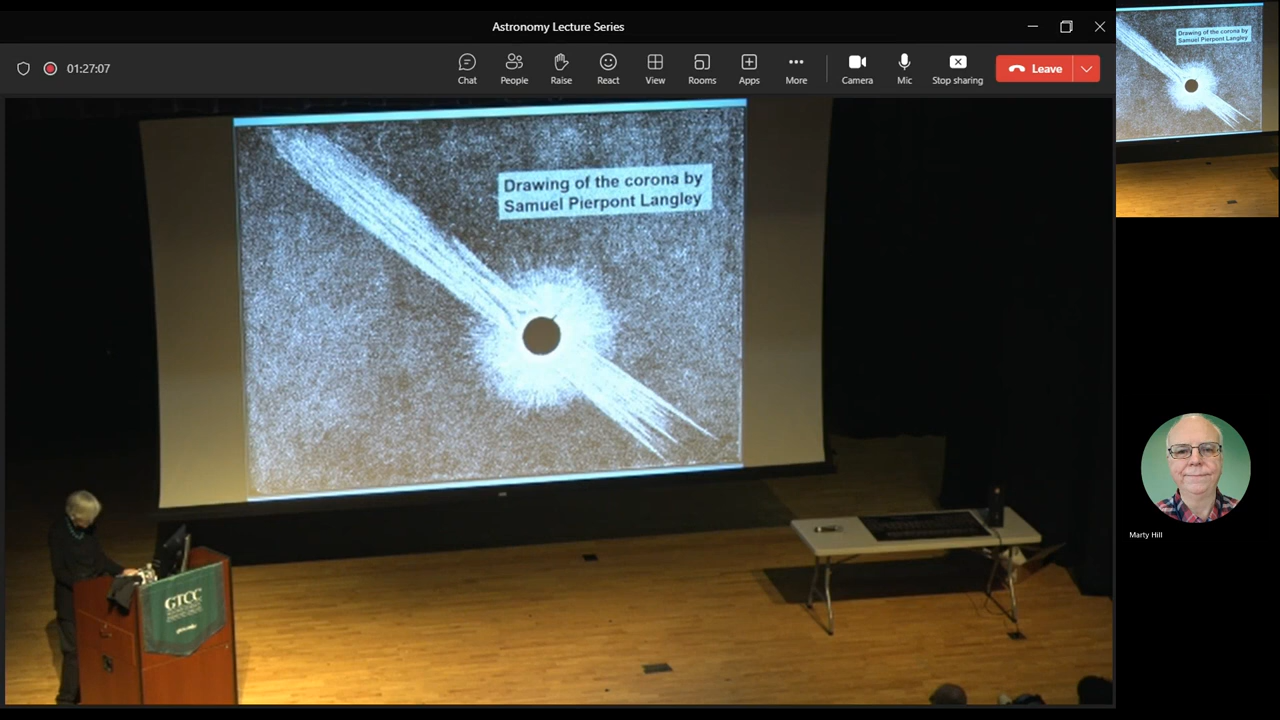 Astronomy Lecture Series
01:27:07
Chat
People
Raise
React
View
Rooms
Apps
More
Camera
Mic
Stop sharing
Leave
Drawing of the corona by
Samuel Pierpont Langley
GTCC
Drawing of the corona by
Samuel Pierpont Langley
Marty Hill